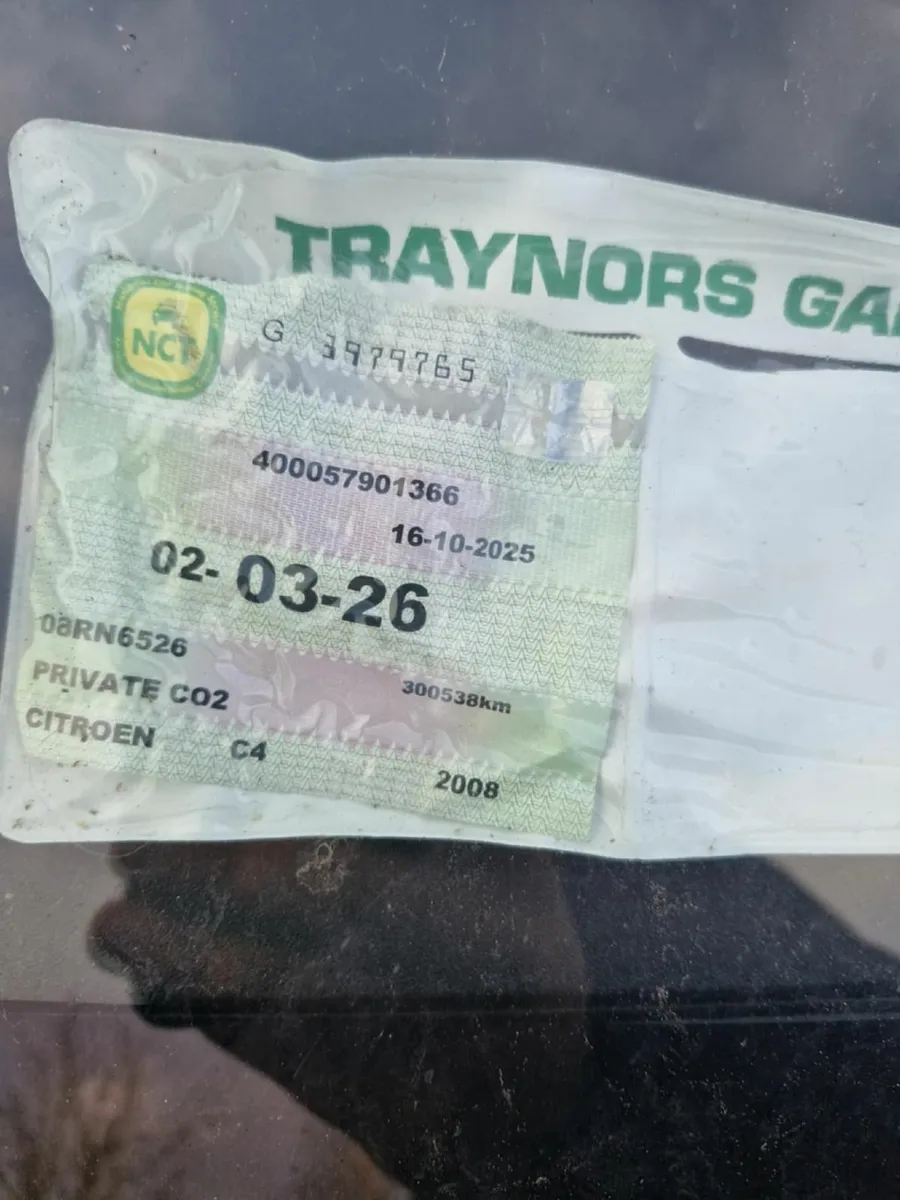 TRAYNORS GA
NCT
G 3979765
400057901366
16-10-2025
02-03-26
08RN6526
300538km
PRIVATE CO2
CITROEN C4
2008